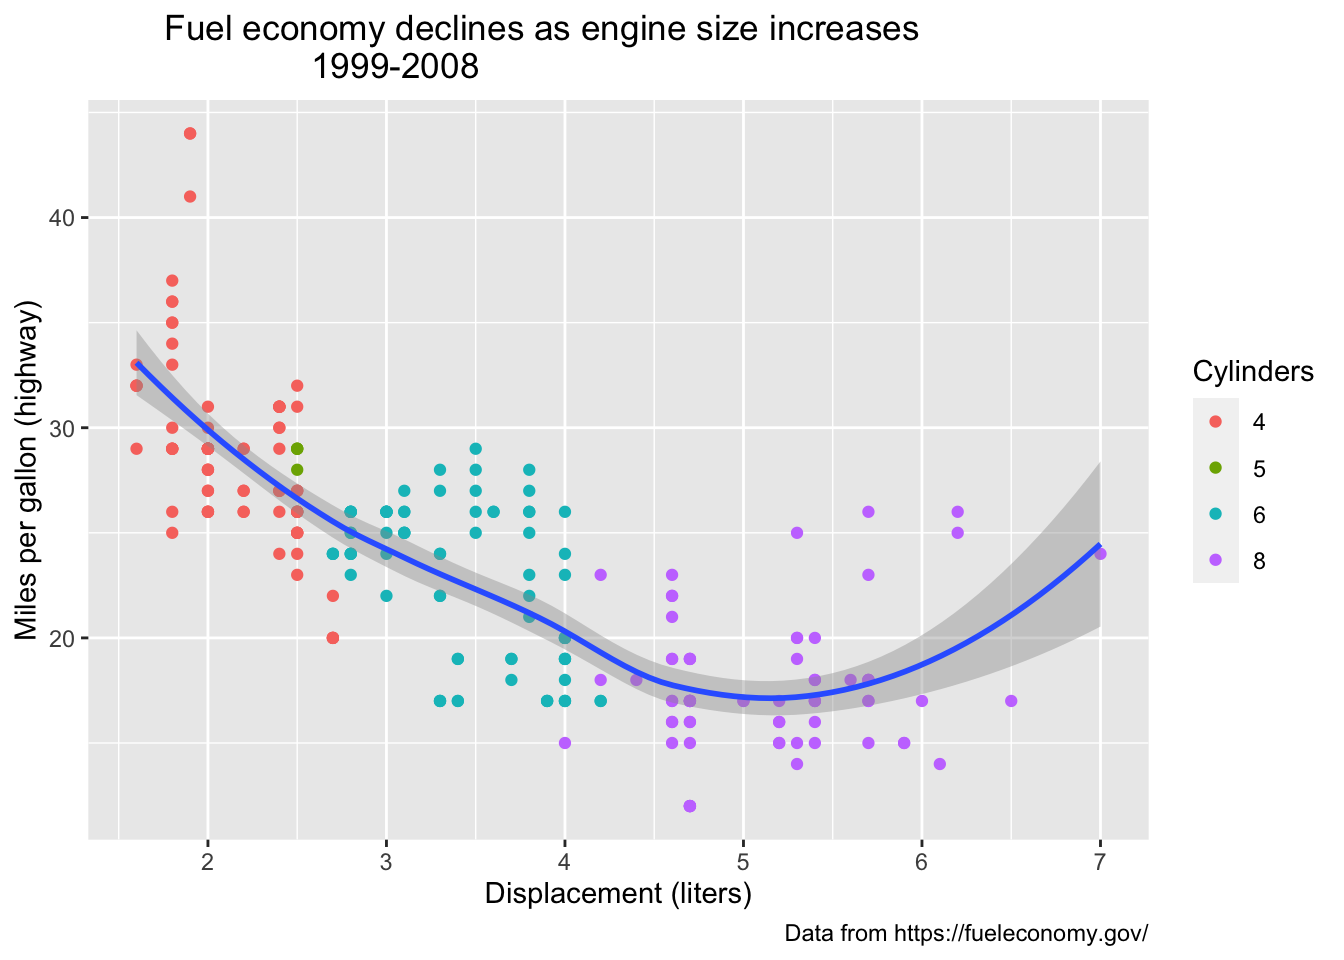 Fuel economy declines as engine size increases
1999-2008
Miles per gallon (highway)
40
30
20
2 3 4 5 6 7
Displacement (liters)
Cylinders
4
5
6
8
Data from https://fueleconomy.gov/